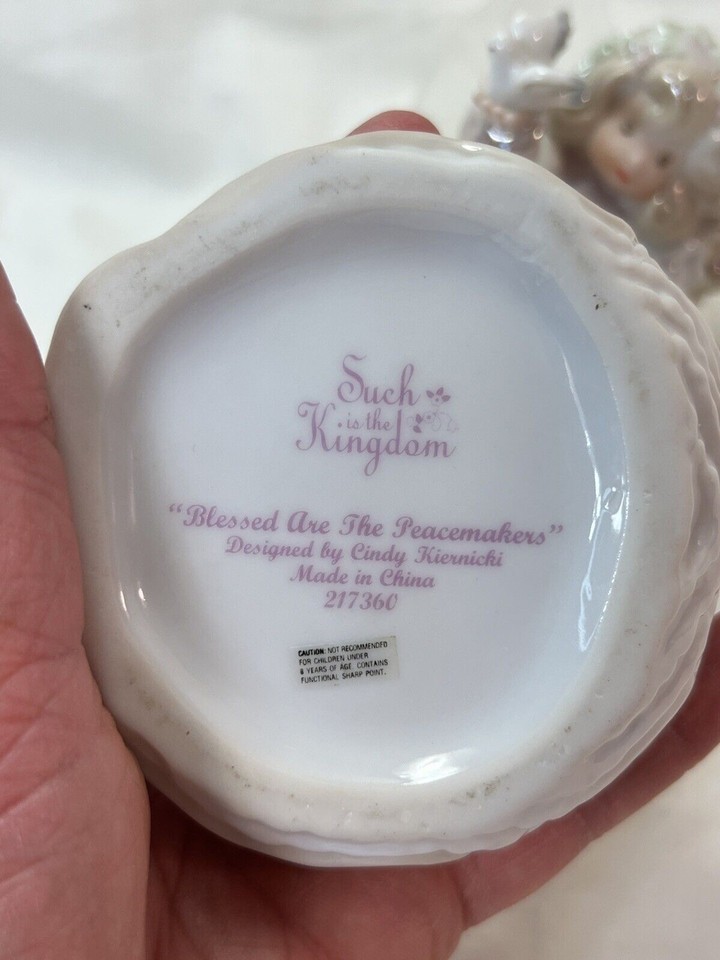 Such
is the
Kingdom
“Blessed Are The Peacemakers”
Designed by Cindy Kiernicki
Made in China
217360
CAUTION: NOT RECOMMENDED
FOR CHILDREN UNDER
8 YEARS OF AGE. CONTAINS
FUNCTIONAL SHARP POINT.